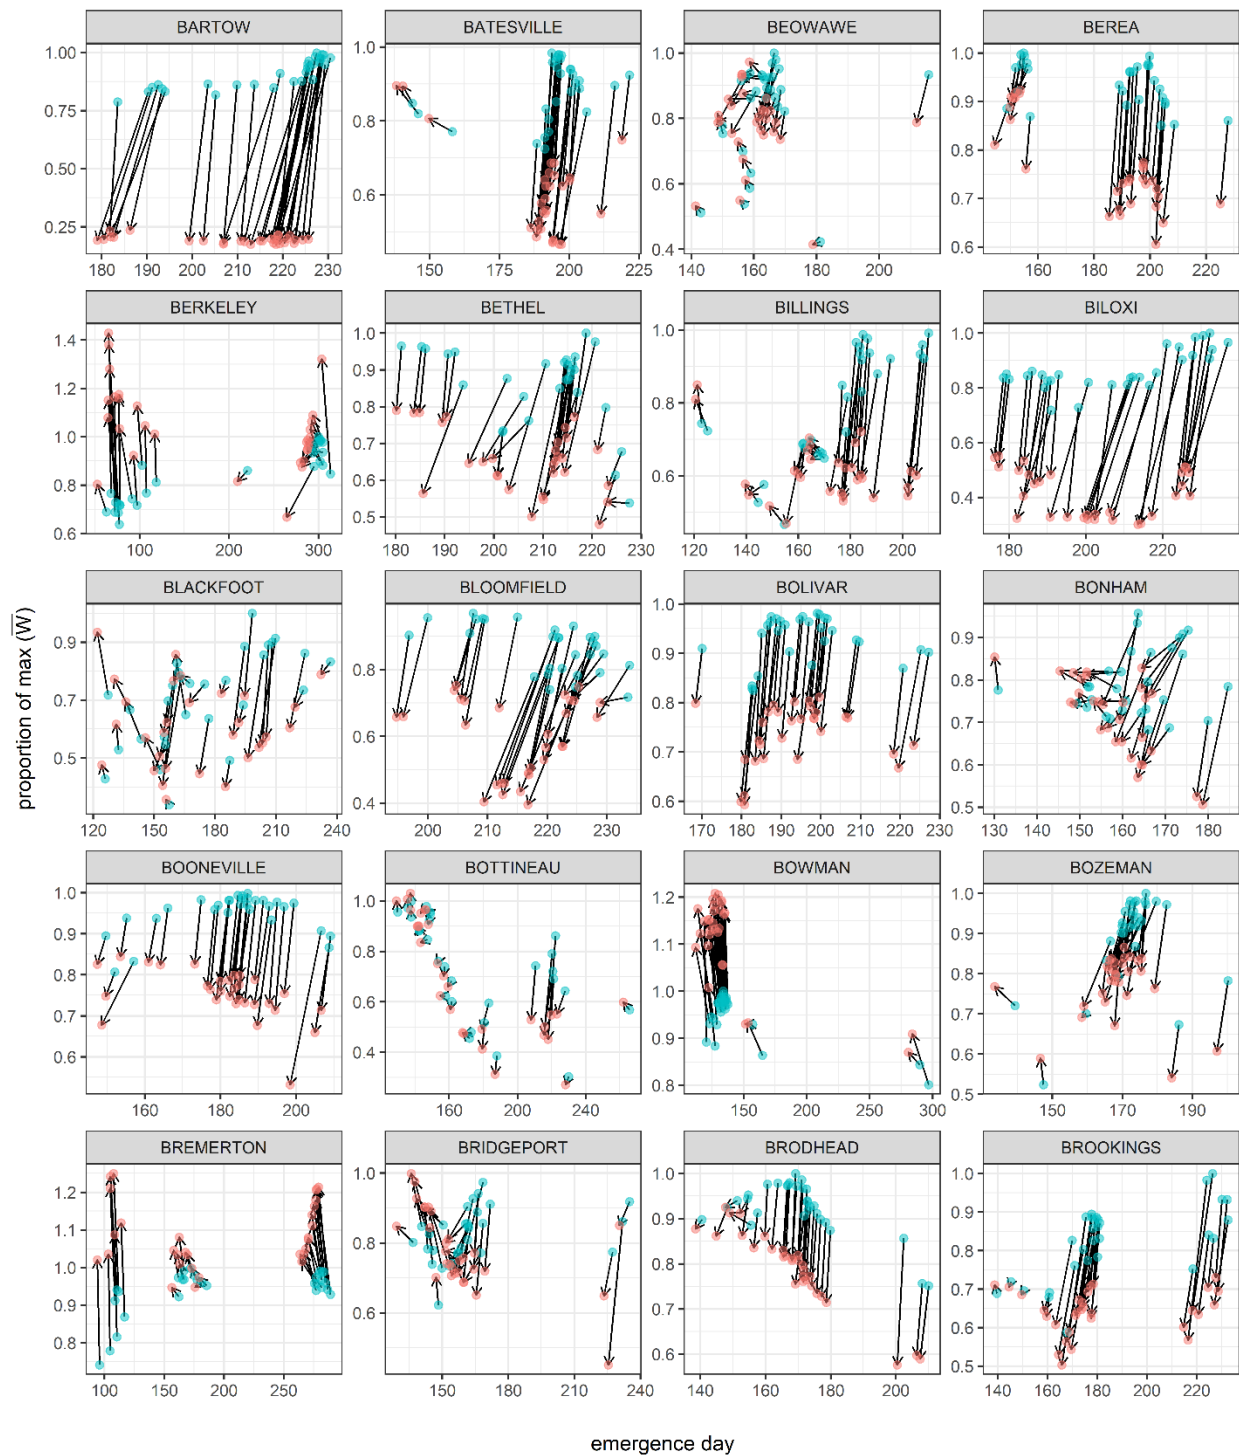 BARTOW BATESVILLE BEOWAWE BEREA
1.00 0.75 0.50 0.25
180 190 200 210 220 230
1.0 0.8 0.6
150 175 200 225
1.0 0.8 0.6 0.4
140 160 180 200
1.0 0.9 0.8 0.7 0.6
160 180 200 220
BERKELEY BETHEL BILLINGS BILOXI
1.4 1.2 1.0 0.8 0.6
100 200 300
1.0 0.9 0.8 0.7 0.6 0.5
180 190 200 210 220 230
1.0 0.8 0.6
120 140 160 180 200
1.0 0.8 0.6 0.4
180 200 220
BLACKFOOT BLOOMFIELD BOLIVAR BONHAM
0.9 0.7 0.5
120 150 180 210 240
0.8 0.6 0.4
200 210 220 230
1.0 0.9 0.8 0.7 0.6
170 180 190 200 210 220 230
0.9 0.8 0.7 0.6 0.5
130 140 150 160 170 180
proportion of max (W̅)
BOONEVILLE BOTTINEAU BOWMAN BOZEMAN
1.0 0.9 0.8 0.7 0.6
160 180 200
1.0 0.8 0.6 0.4
160 200 240
1.2 1.1 1.0 0.9 0.8
150 200 250 300
1.0 0.9 0.8 0.7 0.6 0.5
150 170 190
BREMERTON BRIDGEPORT BRODHEAD BROOKINGS
1.2 1.1 1.0 0.9 0.8
100 150 200 250
1.0 0.8 0.6
150 180 210 240
1.0 0.9 0.8 0.7 0.6
140 160 180 200
1.0 0.9 0.8 0.7 0.6 0.5
140 160 180 200 220
emergence day